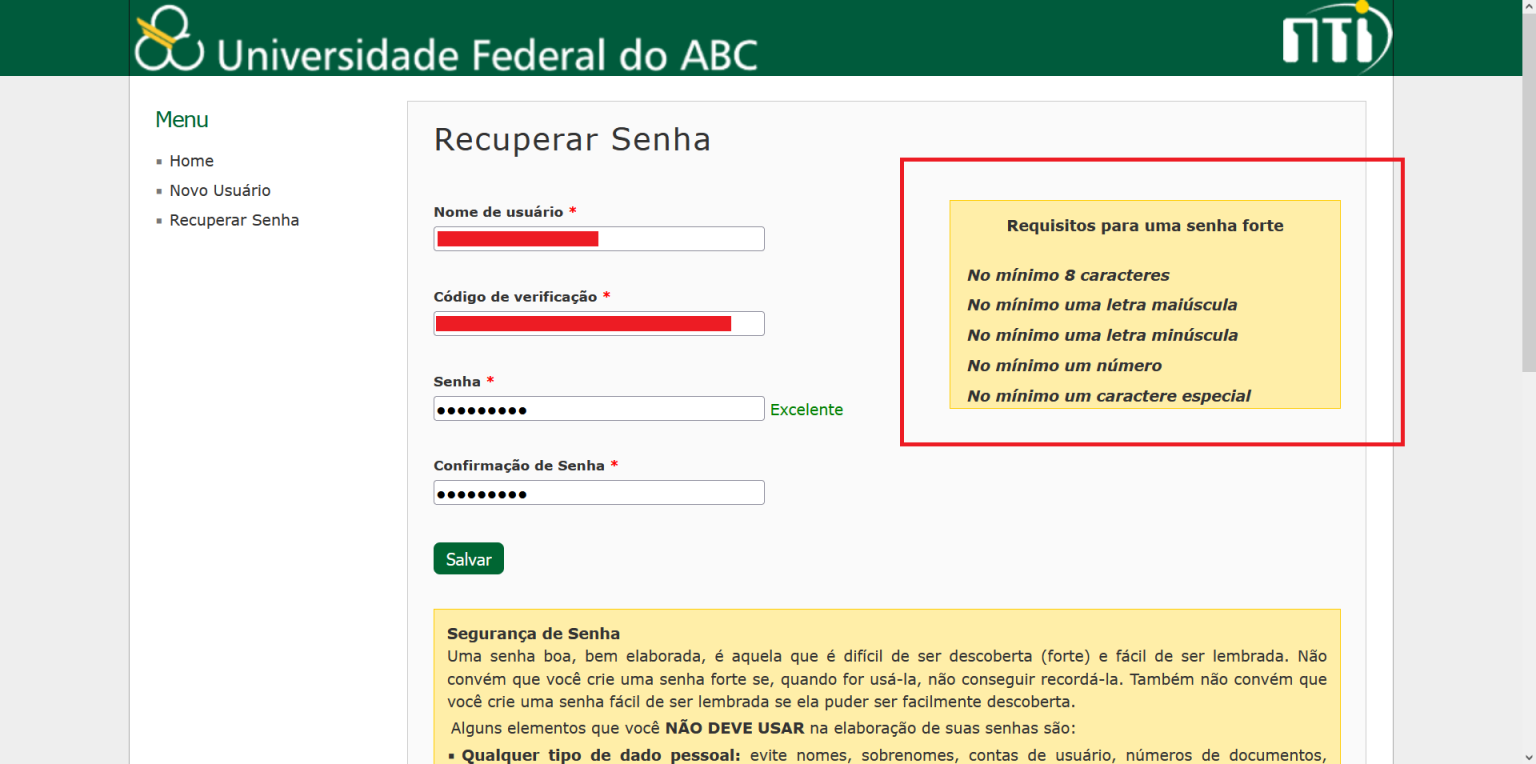 Universidade Federal do ABC
nTi
Menu
Home
Novo Usuário
Recuperar Senha
Recuperar Senha
Nome de usuário *
Código de verificação *
Senha *
●●●●●●●●● Excelente
Confirmação de Senha *
●●●●●●●●●
Salvar
Requisitos para uma senha forte
No mínimo 8 caracteres
No mínimo uma letra maiúscula
No mínimo uma letra minúscula
No mínimo um número
No mínimo um caractere especial
Segurança de Senha
Uma senha boa, bem elaborada, é aquela que é difícil de ser descoberta (forte) e fácil de ser lembrada. Não
convém que você crie uma senha forte se, quando for usá-la, não conseguir recordá-la. Também não convém que
você crie uma senha fácil de ser lembrada se ela puder ser facilmente descoberta.
Alguns elementos que você NÃO DEVE USAR na elaboração de suas senhas são:
▪ Qualquer tipo de dado pessoal: evite nomes, sobrenomes, contas de usuário, números de documentos,